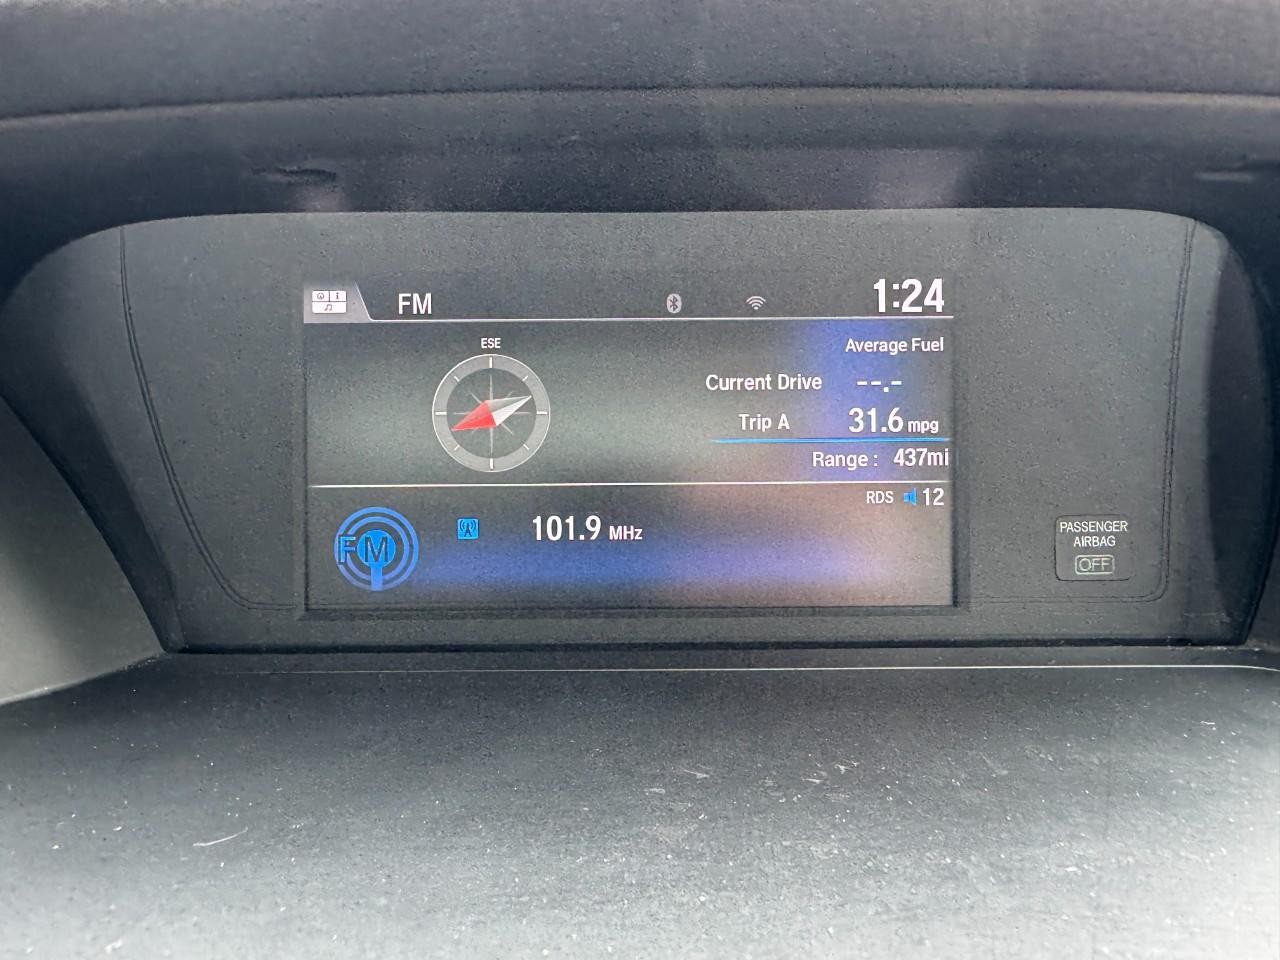 FM
1:24
ESE
Average Fuel
Current Drive --.-
Trip A 31.6 mpg
Range : 437mi
RDS 12
FM
101.9 MHz
PASSENGER
AIRBAG
OFF